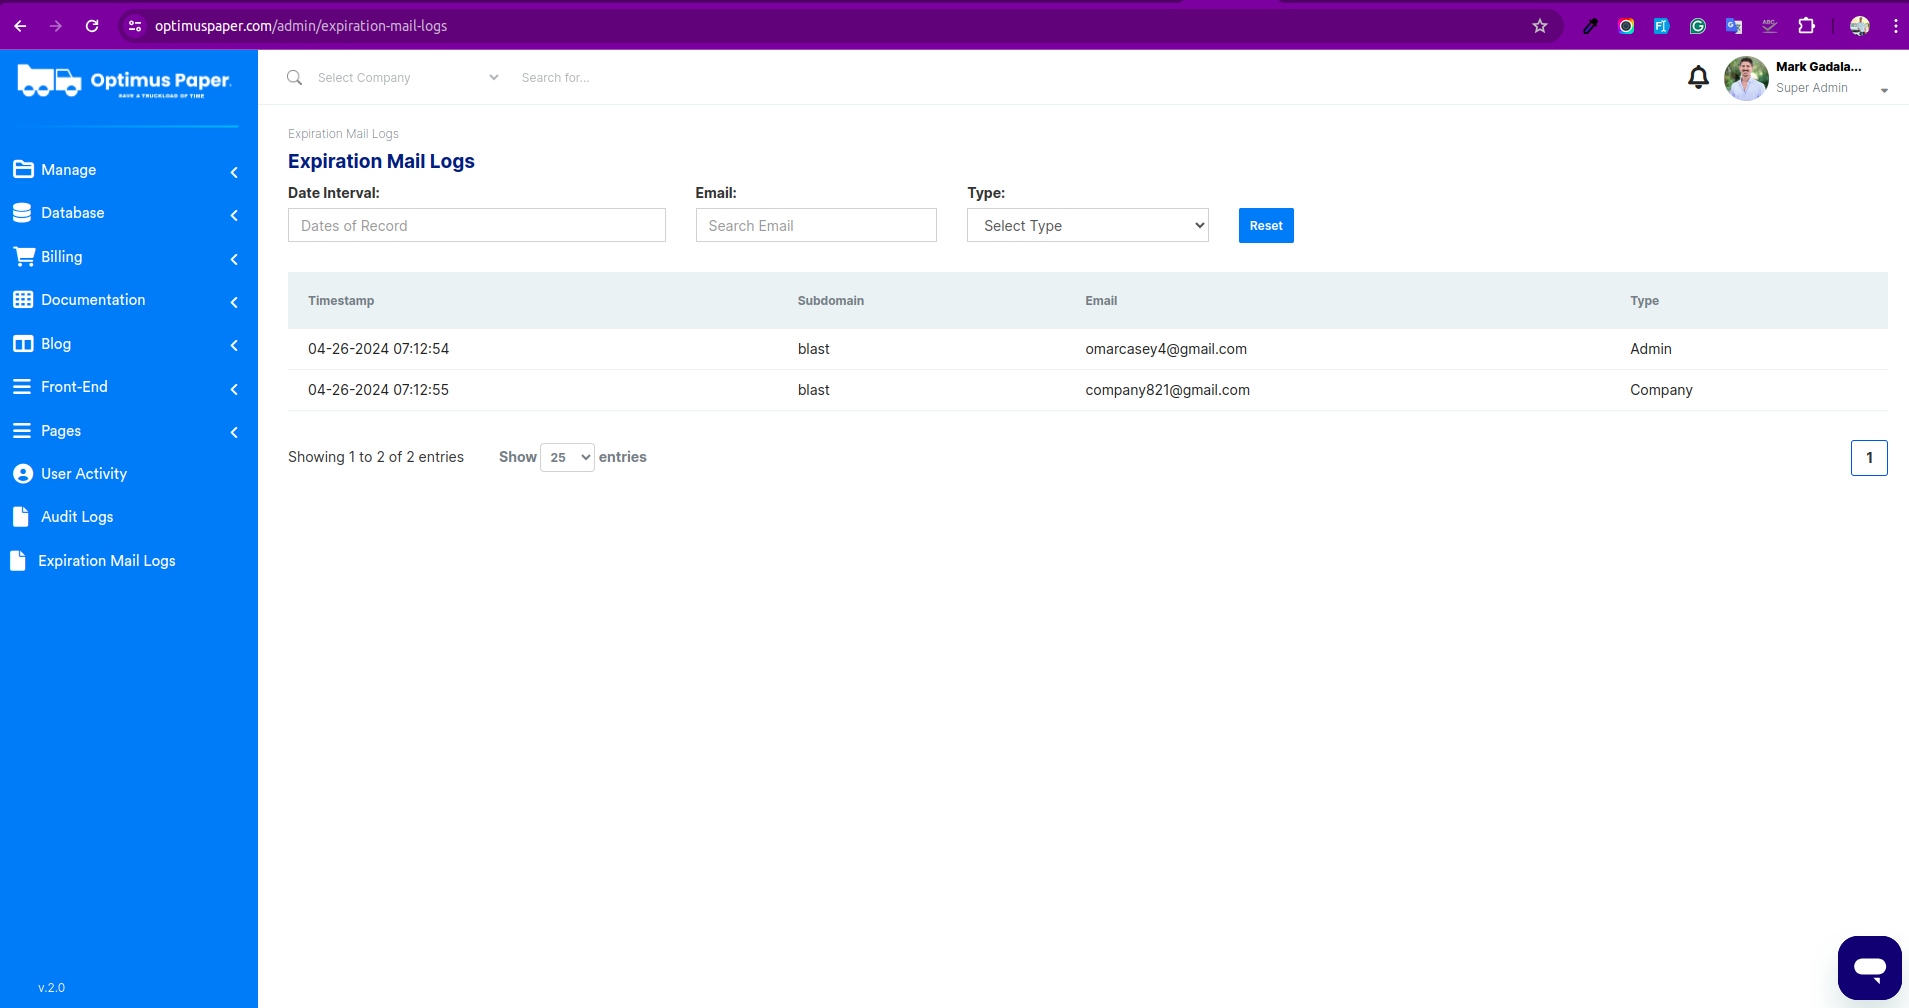 optimuspaper.com/admin/expiration-mail-logs
Optimus Paper.
SAVE A TRUCKLOAD OF TIME
Select Company
Search for...
Mark Gadala...
Super Admin
Manage
Database
Billing
Documentation
Blog
Front-End
Pages
User Activity
Audit Logs
Expiration Mail Logs
v.2.0
Expiration Mail Logs
Expiration Mail Logs
Date Interval: Email: Type:
Dates of Record Search Email Select Type Reset
Timestamp Subdomain Email Type
04-26-2024 07:12:54 blast omarcasey4@gmail.com Admin
04-26-2024 07:12:55 blast company821@gmail.com Company
Showing 1 to 2 of 2 entries Show 25 entries 1